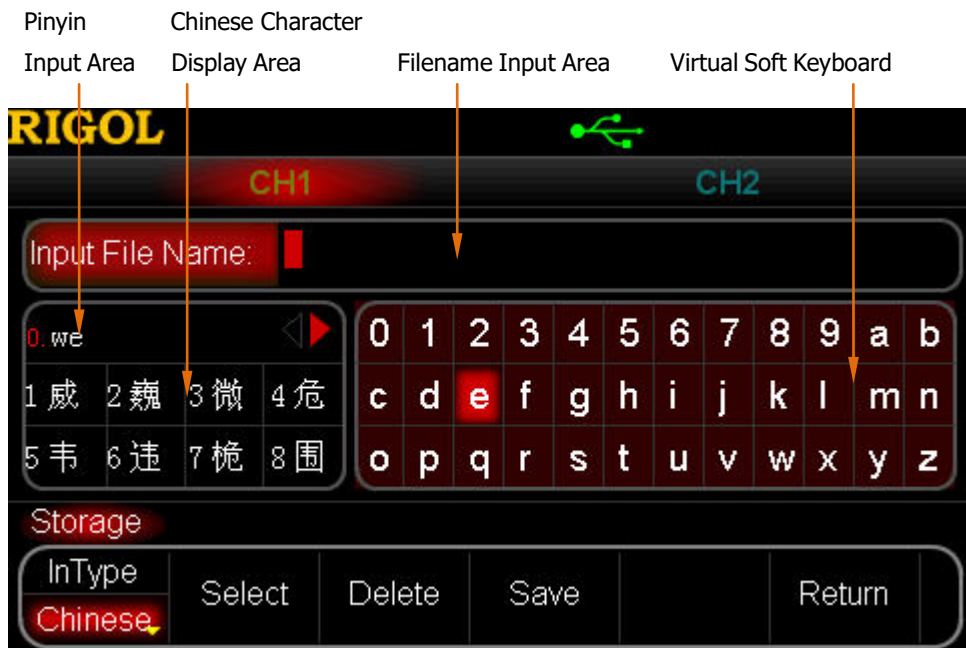 Pinyin Chinese Character
Input Area Display Area Filename Input Area Virtual Soft Keyboard
RIGOL
CH1 CH2
Input File Name:
0. we
1 威 2 巍 3 微 4 危
5 韦 6 违 7 桅 8 围
0 1 2 3 4 5 6 7 8 9 a b
c d e f g h i j k l m n
o p q r s t u v w x y z
Storage
InType
Chinese
Select Delete Save Return